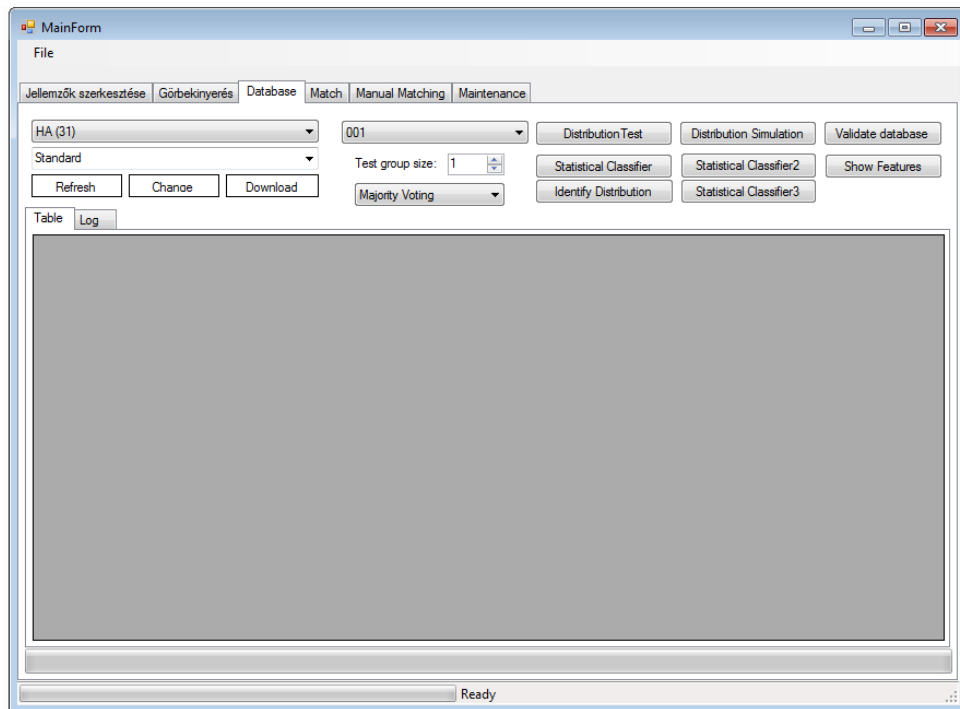 MainForm
File
Jellemzők szerkesztése Görbekinyerés Database Match Manual Matching Maintenance
HA (31) 001 DistributionTest Distribution Simulation Validate database
Standard Test group size: 1 Statistical Classifier Statistical Classifier2 Show Features
Refresh Change Download Majority Voting Identify Distribution Statistical Classifier3
Table Log
Ready